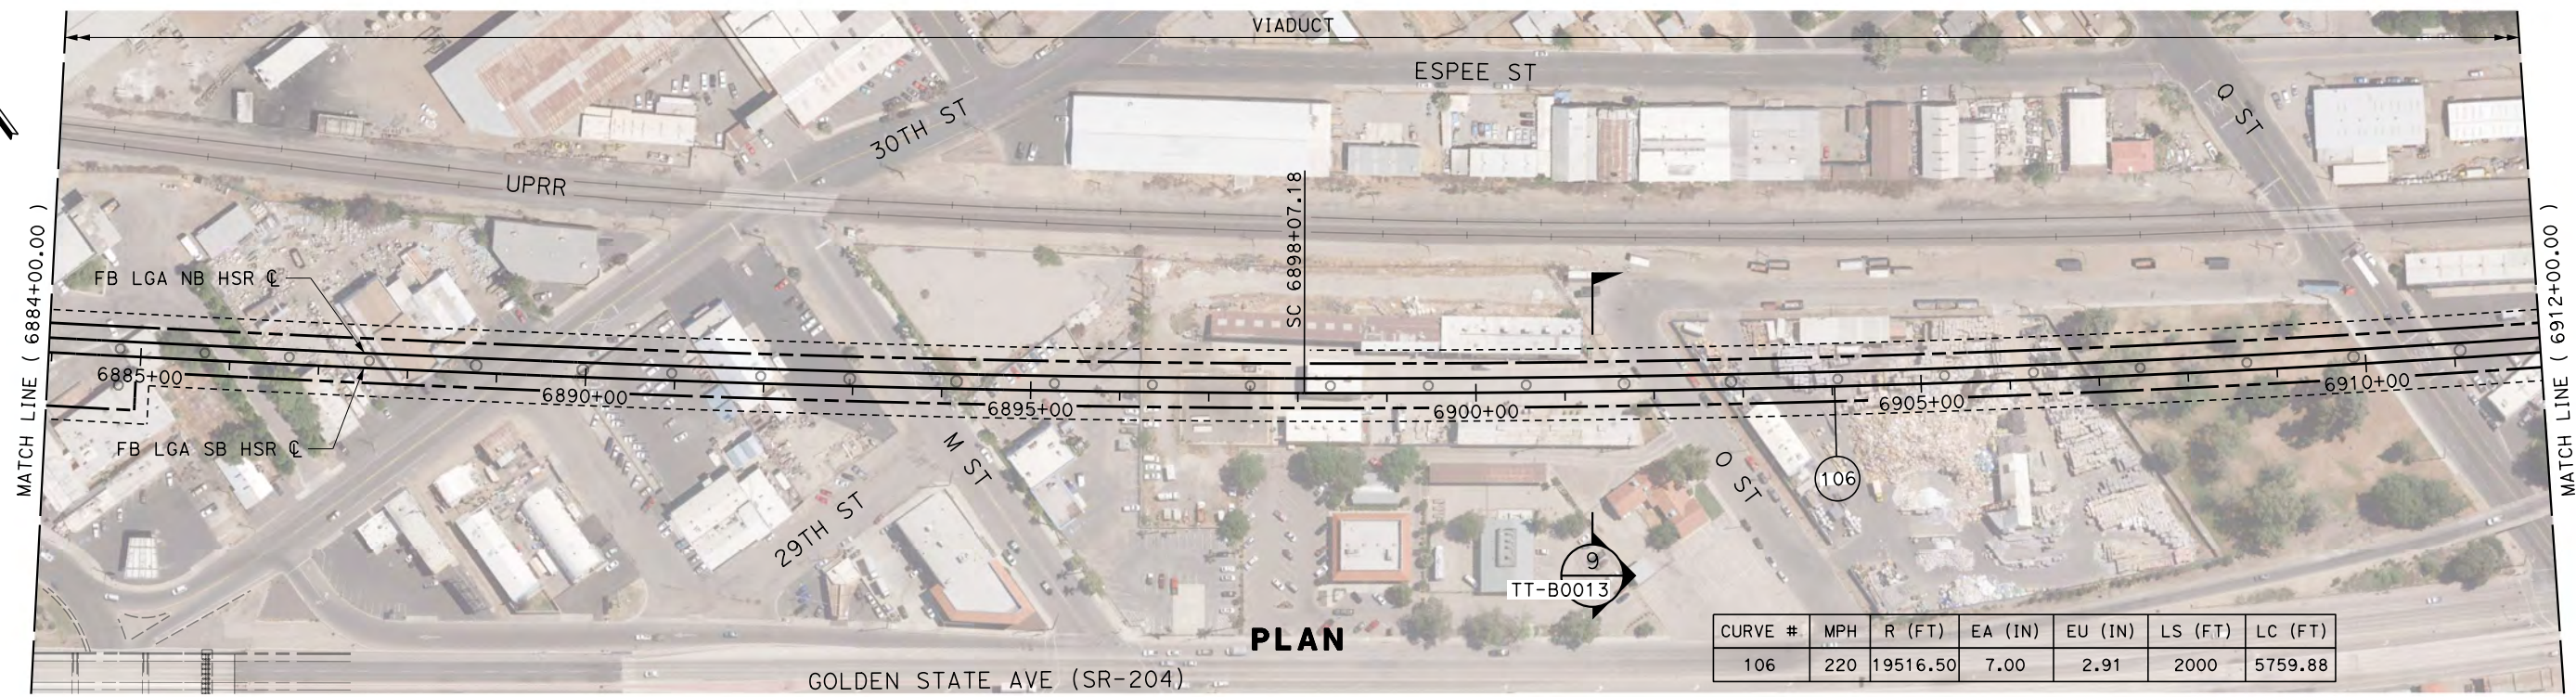 VIADUCT
ESPEE ST
Q ST
30TH ST
UPRR
SC 6898+07.18
MATCH LINE ( 6884+00.00 )
MATCH LINE ( 6912+00.00 )
FB LGA NB HSR ℄
6885+00
6890+00
6895+00
6900+00
6905+00
6910+00
FB LGA SB HSR ℄
M ST
O ST
106
29TH ST
9
TT-B0013
PLAN
CURVE # MPH R (FT) EA (IN) EU (IN) LS (FT) LC (FT)
106 220 19516.50 7.00 2.91 2000 5759.88
GOLDEN STATE AVE (SR-204)